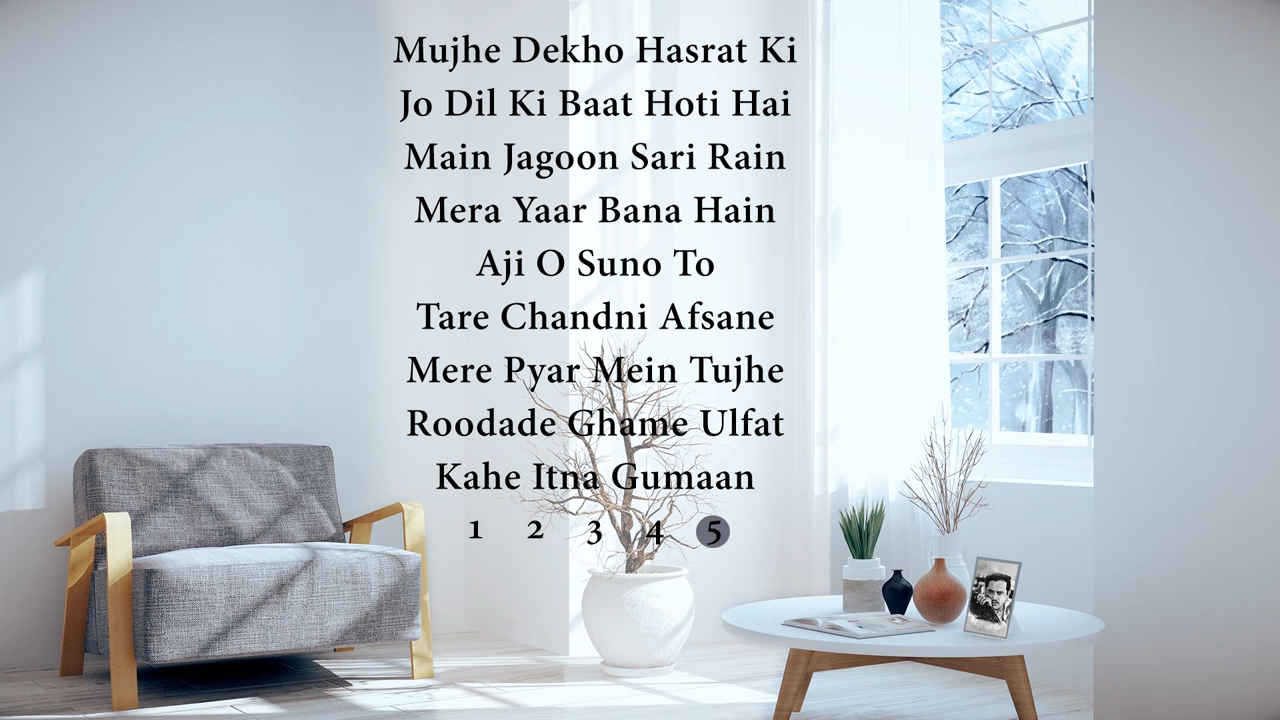 Mujhe Dekho Hasrat Ki
Jo Dil Ki Baat Hoti Hai
Main Jagoon Sari Rain
Mera Yaar Bana Hain
Aji O Suno To
Tare Chandni Afsane
Mere Pyar Mein Tujhe
Roodade Ghame Ulfat
Kahe Itna Gumaan
1 2 3 4 5